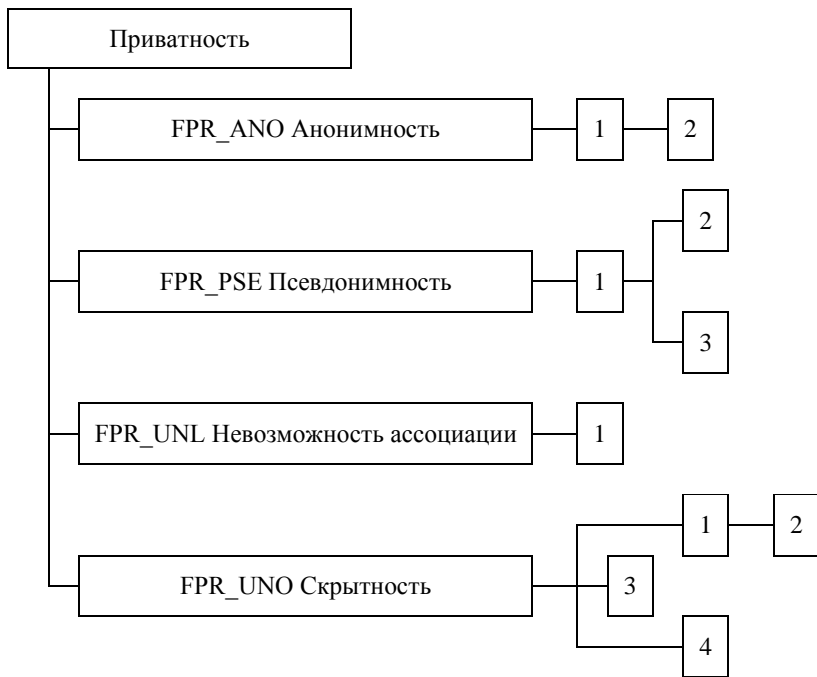 Приватность
FPR_ANO Анонимность 1 2
2
FPR_PSE Псевдонимность 1
3
FPR_UNL Невозможность ассоциации 1
1 2
FPR_UNO Скрытность 3
4